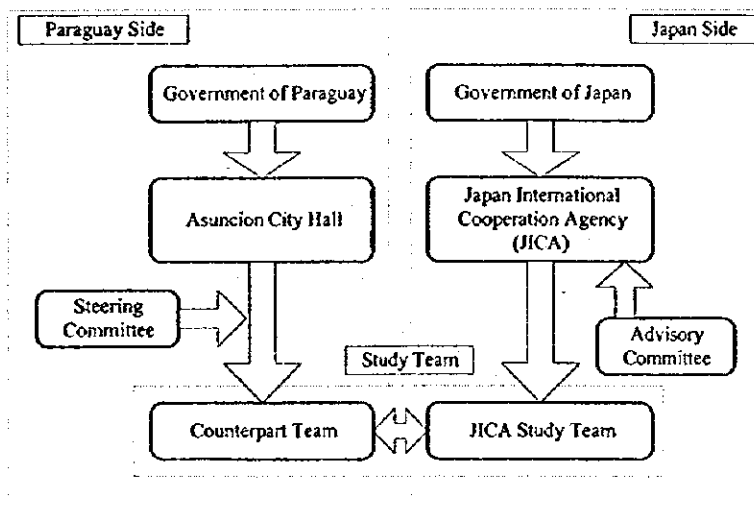 Paraguay Side
Japan Side
Government of Paraguay
Government of Japan
Asuncion City Hall
Japan International
Cooperation Agency
(JICA)
Steering
Committee
Advisory
Committee
Study Team
Counterpart Team
JICA Study Team